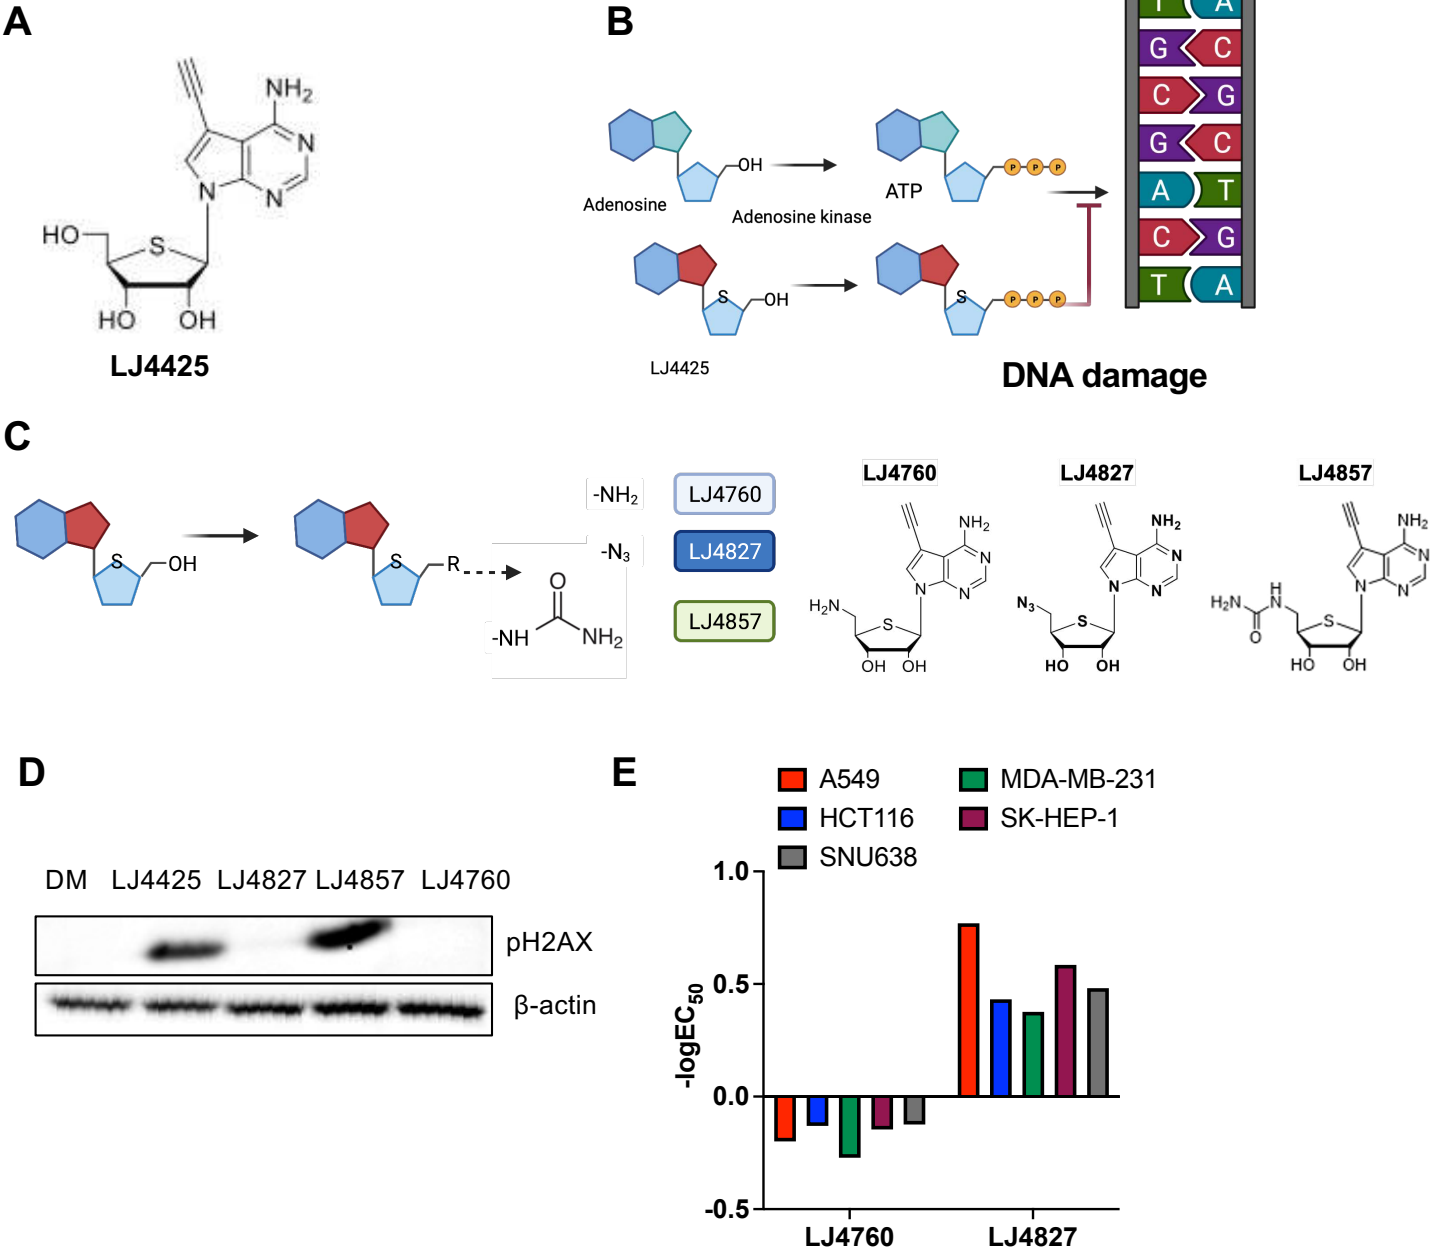 A
NH₂
N
N
N
HO
S
HO
OH
LJ4425
B
T A
G C
C G
G C
A T
C G
T A
OH
Adenosine
Adenosine kinase
ATP
P P P
S
OH
LJ4425
S
P P P
DNA damage
C
S
OH
S
R
-NH₂
-N₃
O
-NH
NH₂
LJ4760
LJ4827
LJ4857
LJ4760
NH₂
N
N
N
H₂N
S
OH OH
LJ4827
NH₂
N
N
N
N₃
S
HO OH
LJ4857
NH₂
N
N
N
H₂N
H
N
O
S
HO OH
D
DM LJ4425 LJ4827 LJ4857 LJ4760
pH2AX
β-actin
E
A549
HCT116
SNU638
MDA-MB-231
SK-HEP-1
-logEC₅₀
1.0
0.5
0.0
-0.5
LJ4760 LJ4827